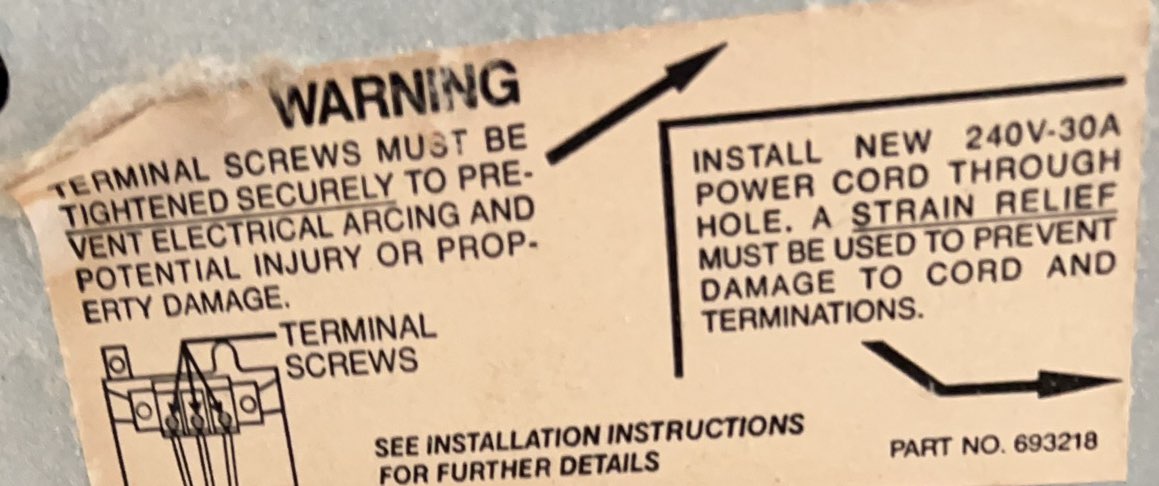 WARNING
TERMINAL SCREWS MUST BE
TIGHTENED SECURELY TO PRE-
VENT ELECTRICAL ARCING AND
POTENTIAL INJURY OR PROP-
ERTY DAMAGE.
TERMINAL
SCREWS
INSTALL NEW 240V-30A
POWER CORD THROUGH
HOLE. A STRAIN RELIEF
MUST BE USED TO PREVENT
DAMAGE TO CORD AND
TERMINATIONS.
SEE INSTALLATION INSTRUCTIONS
FOR FURTHER DETAILS
PART NO. 693218